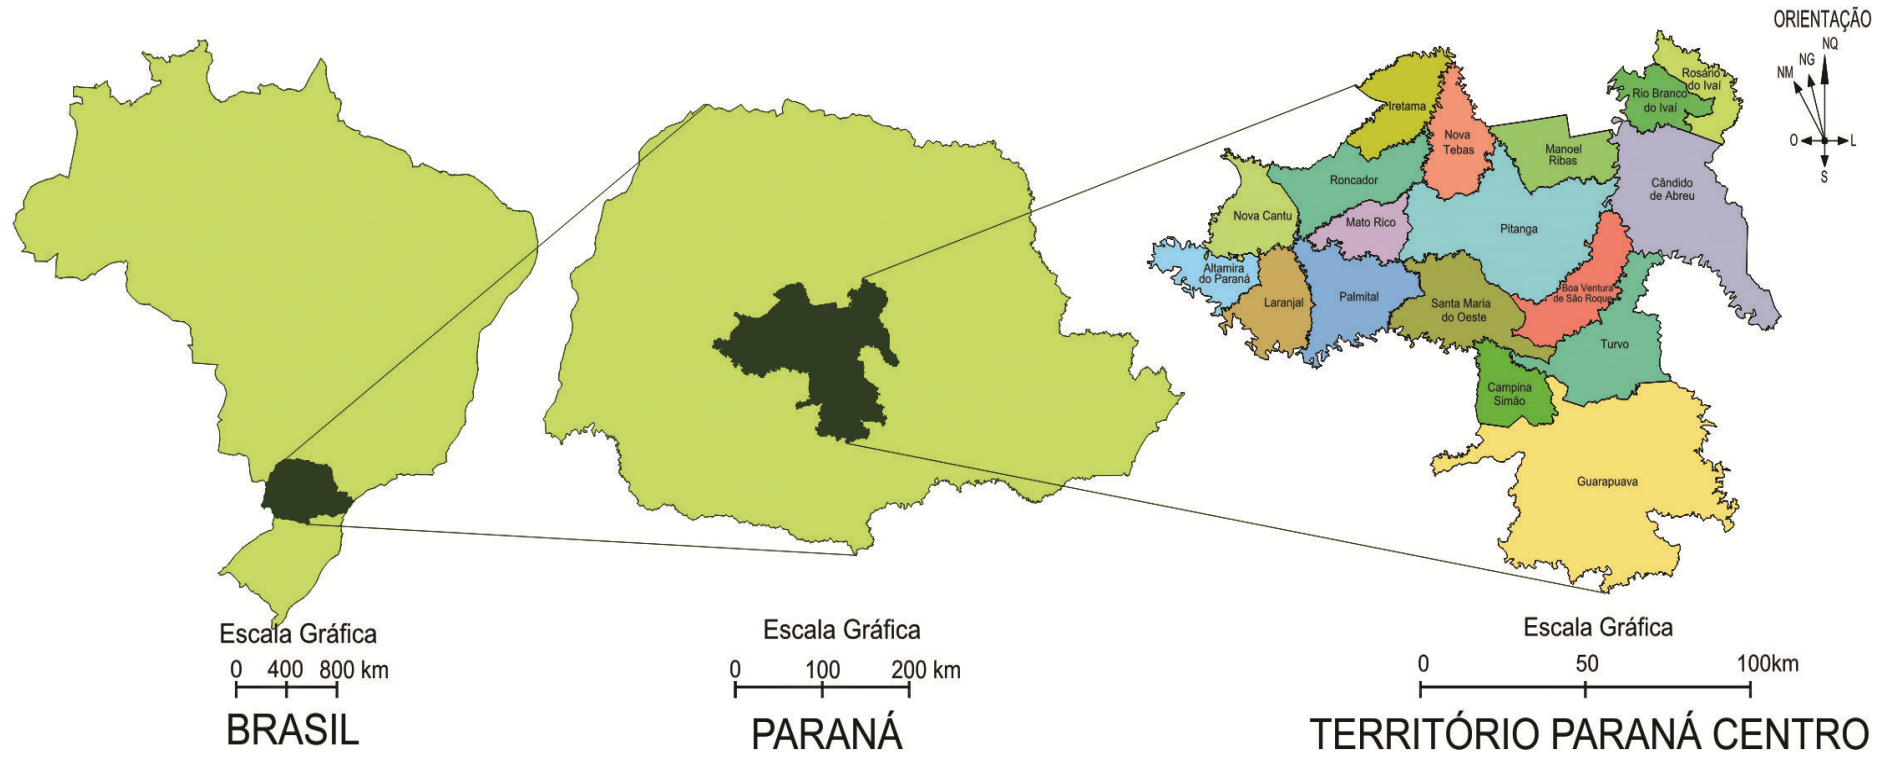 ORIENTAÇÃO
NQ
NG
NM
O
L
S
Rosário
do Ivaí
Rio Branco
do Ivaí
Iretama
Nova
Tebas
Manoel
Ribas
Cândido
de Abreu
Roncador
Nova Cantu
Mato Rico
Pitanga
Altamira
do Paraná
Laranjal
Palmital
Santa Maria
do Oeste
Boa Ventura
de São Roque
Turvo
Campina
Simão
Guarapuava
Escala Gráfica
0 400 800 km
BRASIL
Escala Gráfica
0 100 200 km
PARANÁ
Escala Gráfica
0 50 100km
TERRITÓRIO PARANÁ CENTRO